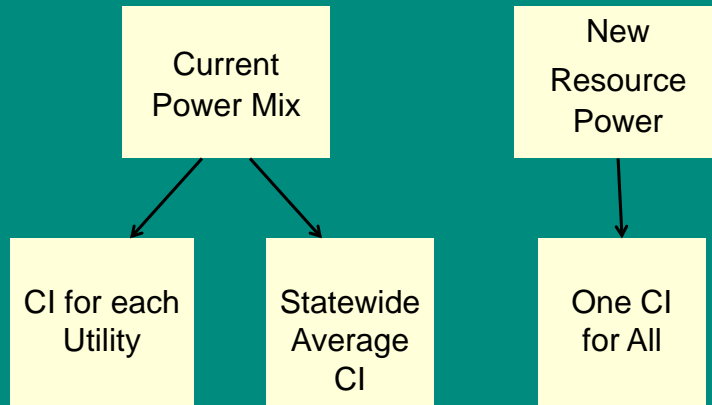 Current
Power Mix
New
Resource
Power
CI for each
Utility
Statewide
Average
CI
One CI
for All